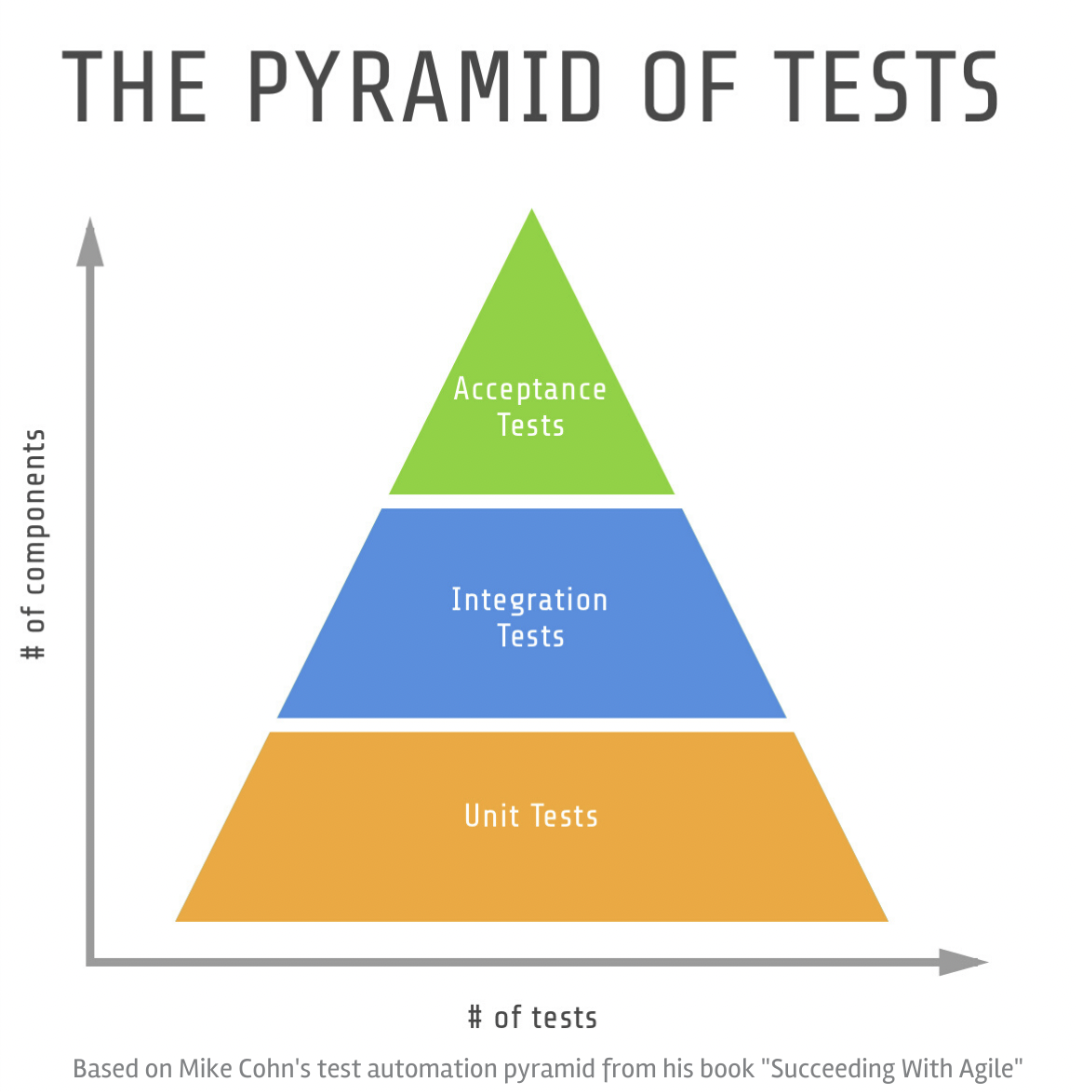 THE PYRAMID OF TESTS
Acceptance
Tests
# of components
Integration
Tests
Unit Tests
# of tests
Based on Mike Cohn's test automation pyramid from his book "Succeeding With Agile"